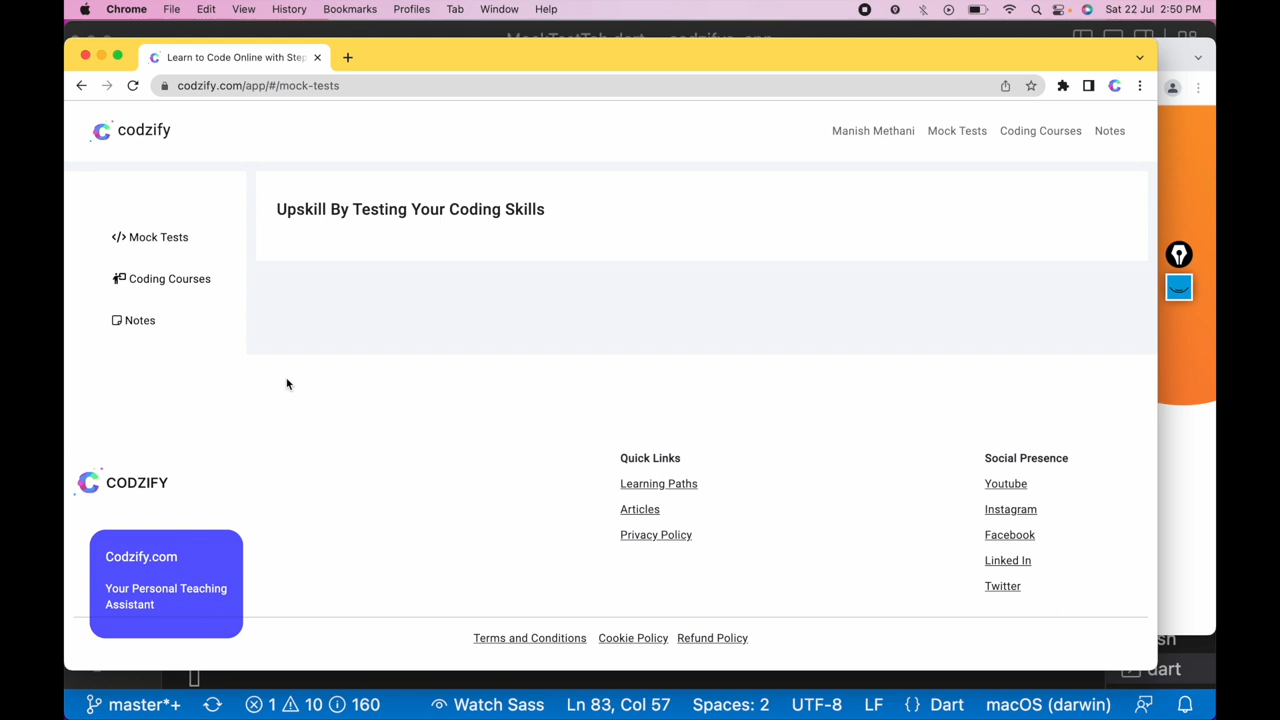 Chrome File Edit View History Bookmarks Profiles Tab Window Help Sat 22 Jul 2:50 PM
Learn to Code Online with Step
codzify.com/app/#/mock-tests
codzify
Manish Methani Mock Tests Coding Courses Notes
Upskill By Testing Your Coding Skills
</> Mock Tests
Coding Courses
Notes
Quick Links
Learning Paths
Articles
Privacy Policy
Social Presence
Youtube
Instagram
Facebook
Linked In
Twitter
CODZIFY
Codzify.com
Your Personal Teaching
Assistant
Terms and Conditions Cookie Policy Refund Policy
dart
master*+ 1 10 160 Watch Sass Ln 83, Col 57 Spaces: 2 UTF-8 LF {} Dart macOS (darwin)